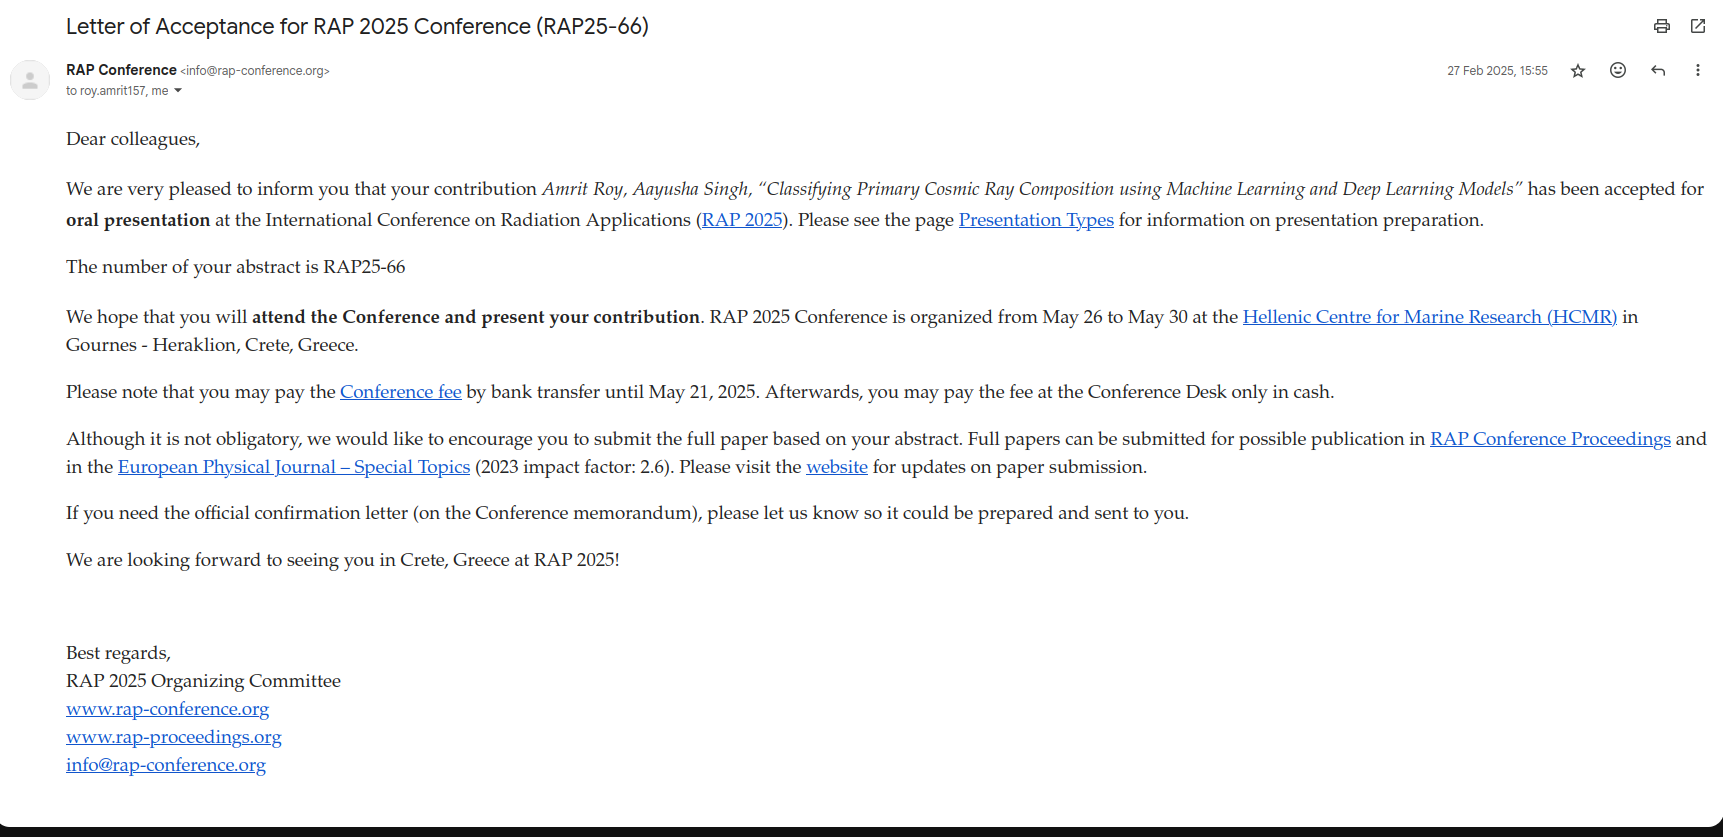 Letter of Acceptance for RAP 2025 Conference (RAP25-66)
RAP Conference <info@rap-conference.org>
27 Feb 2025, 15:55
to roy.amrit157, me
Dear colleagues,
We are very pleased to inform you that your contribution Amrit Roy, Aayusha Singh, “Classifying Primary Cosmic Ray Composition using Machine Learning and Deep Learning Models” has been accepted for
oral presentation at the International Conference on Radiation Applications (RAP 2025). Please see the page Presentation Types for information on presentation preparation.
The number of your abstract is RAP25-66
We hope that you will attend the Conference and present your contribution. RAP 2025 Conference is organized from May 26 to May 30 at the Hellenic Centre for Marine Research (HCMR) in
Gournes - Heraklion, Crete, Greece.
Please note that you may pay the Conference fee by bank transfer until May 21, 2025. Afterwards, you may pay the fee at the Conference Desk only in cash.
Although it is not obligatory, we would like to encourage you to submit the full paper based on your abstract. Full papers can be submitted for possible publication in RAP Conference Proceedings and
in the European Physical Journal – Special Topics (2023 impact factor: 2.6). Please visit the website for updates on paper submission.
If you need the official confirmation letter (on the Conference memorandum), please let us know so it could be prepared and sent to you.
We are looking forward to seeing you in Crete, Greece at RAP 2025!
Best regards,
RAP 2025 Organizing Committee
www.rap-conference.org
www.rap-proceedings.org
info@rap-conference.org